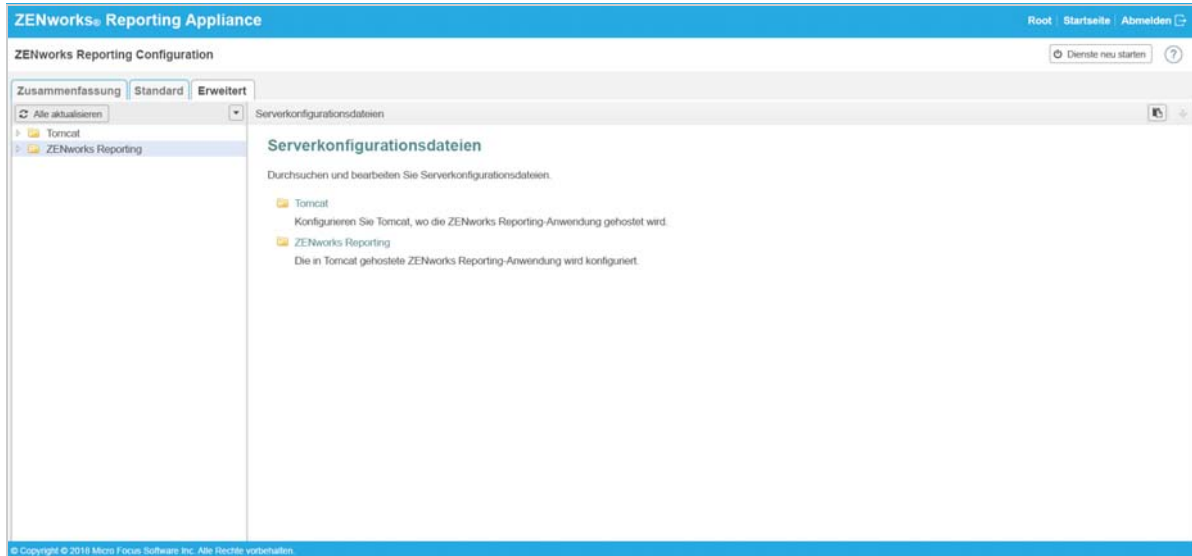 ZENworks® Reporting Appliance
Root | Startseite | Abmelden
ZENworks Reporting Configuration
Dienste neu starten ?
Zusammenfassung Standard Erweitert
Alle aktualisieren
Serverkonfigurationsdateien
Tomcat
ZENworks Reporting
Serverkonfigurationsdateien
Durchsuchen und bearbeiten Sie Serverkonfigurationsdateien.
Tomcat
Konfigurieren Sie Tomcat, wo die ZENworks Reporting-Anwendung gehostet wird.
ZENworks Reporting
Die in Tomcat gehostete ZENworks Reporting-Anwendung wird konfiguriert.
© Copyright © 2018 Micro Focus Software Inc. Alle Rechte vorbehalten.